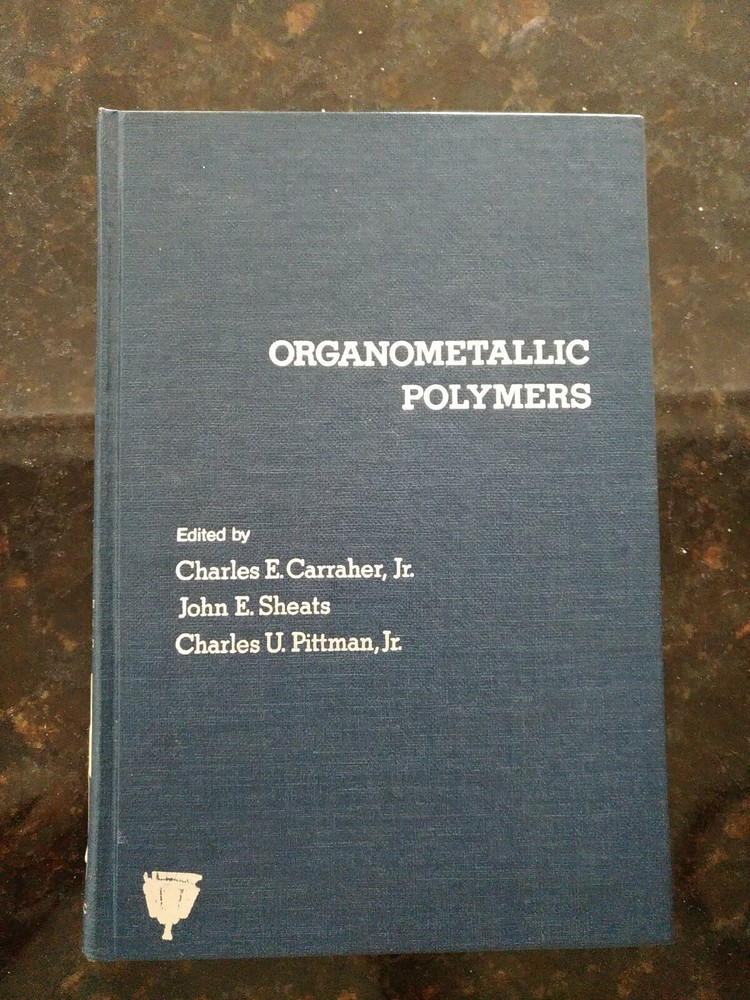 ORGANOMETALLIC
POLYMERS
Edited by
Charles E. Carraher, Jr.
John E. Sheats
Charles U. Pittman, Jr.